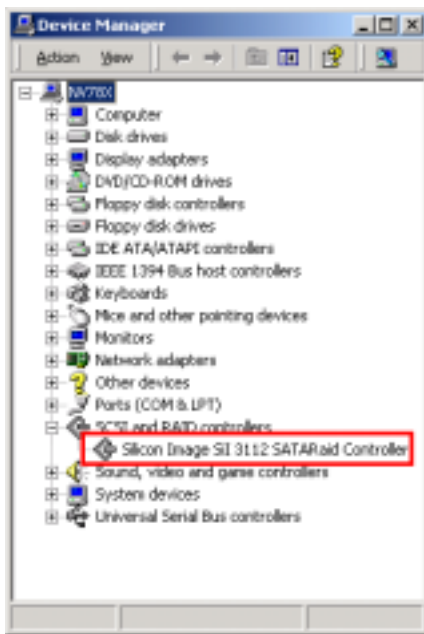 Device Manager
Action View
NV78X
Computer
Disk drives
Display adapters
DVD/CD-ROM drives
Floppy disk controllers
Floppy disk drives
IDE ATA/ATAPI controllers
IEEE 1394 Bus host controllers
Keyboards
Mice and other pointing devices
Monitors
Network adapters
Other devices
Ports (COM & LPT)
SCSI and RAID controllers
Silicon Image SiI 3112 SATARaid Controller
Sound, video and game controllers
System devices
Universal Serial Bus controllers